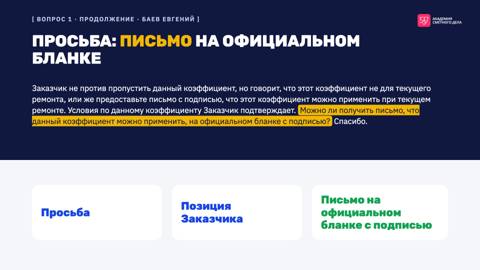 [ ВОПРОС 1 · ПРОДОЛЖЕНИЕ · БАЕВ ЕВГЕНИЙ ]
АКАДЕМИЯ
СМЕТНОГО ДЕЛА
ПРОСЬБА: ПИСЬМО НА ОФИЦИАЛЬНОМ
БЛАНКЕ
Заказчик не против пропустить данный коэффициент, но говорит, что этот коэффициент не для текущего
ремонта, или же предоставьте письмо с подписью, что этот коэффициент можно применить при текущем
ремонте. Условия по данному коэффициенту Заказчик подтверждает. Можно ли получить письмо, что
данный коэффициент можно применить, на официальном бланке с подписью? Спасибо.
Просьба
Позиция
Заказчика
Письмо на
официальном
бланке с подписью